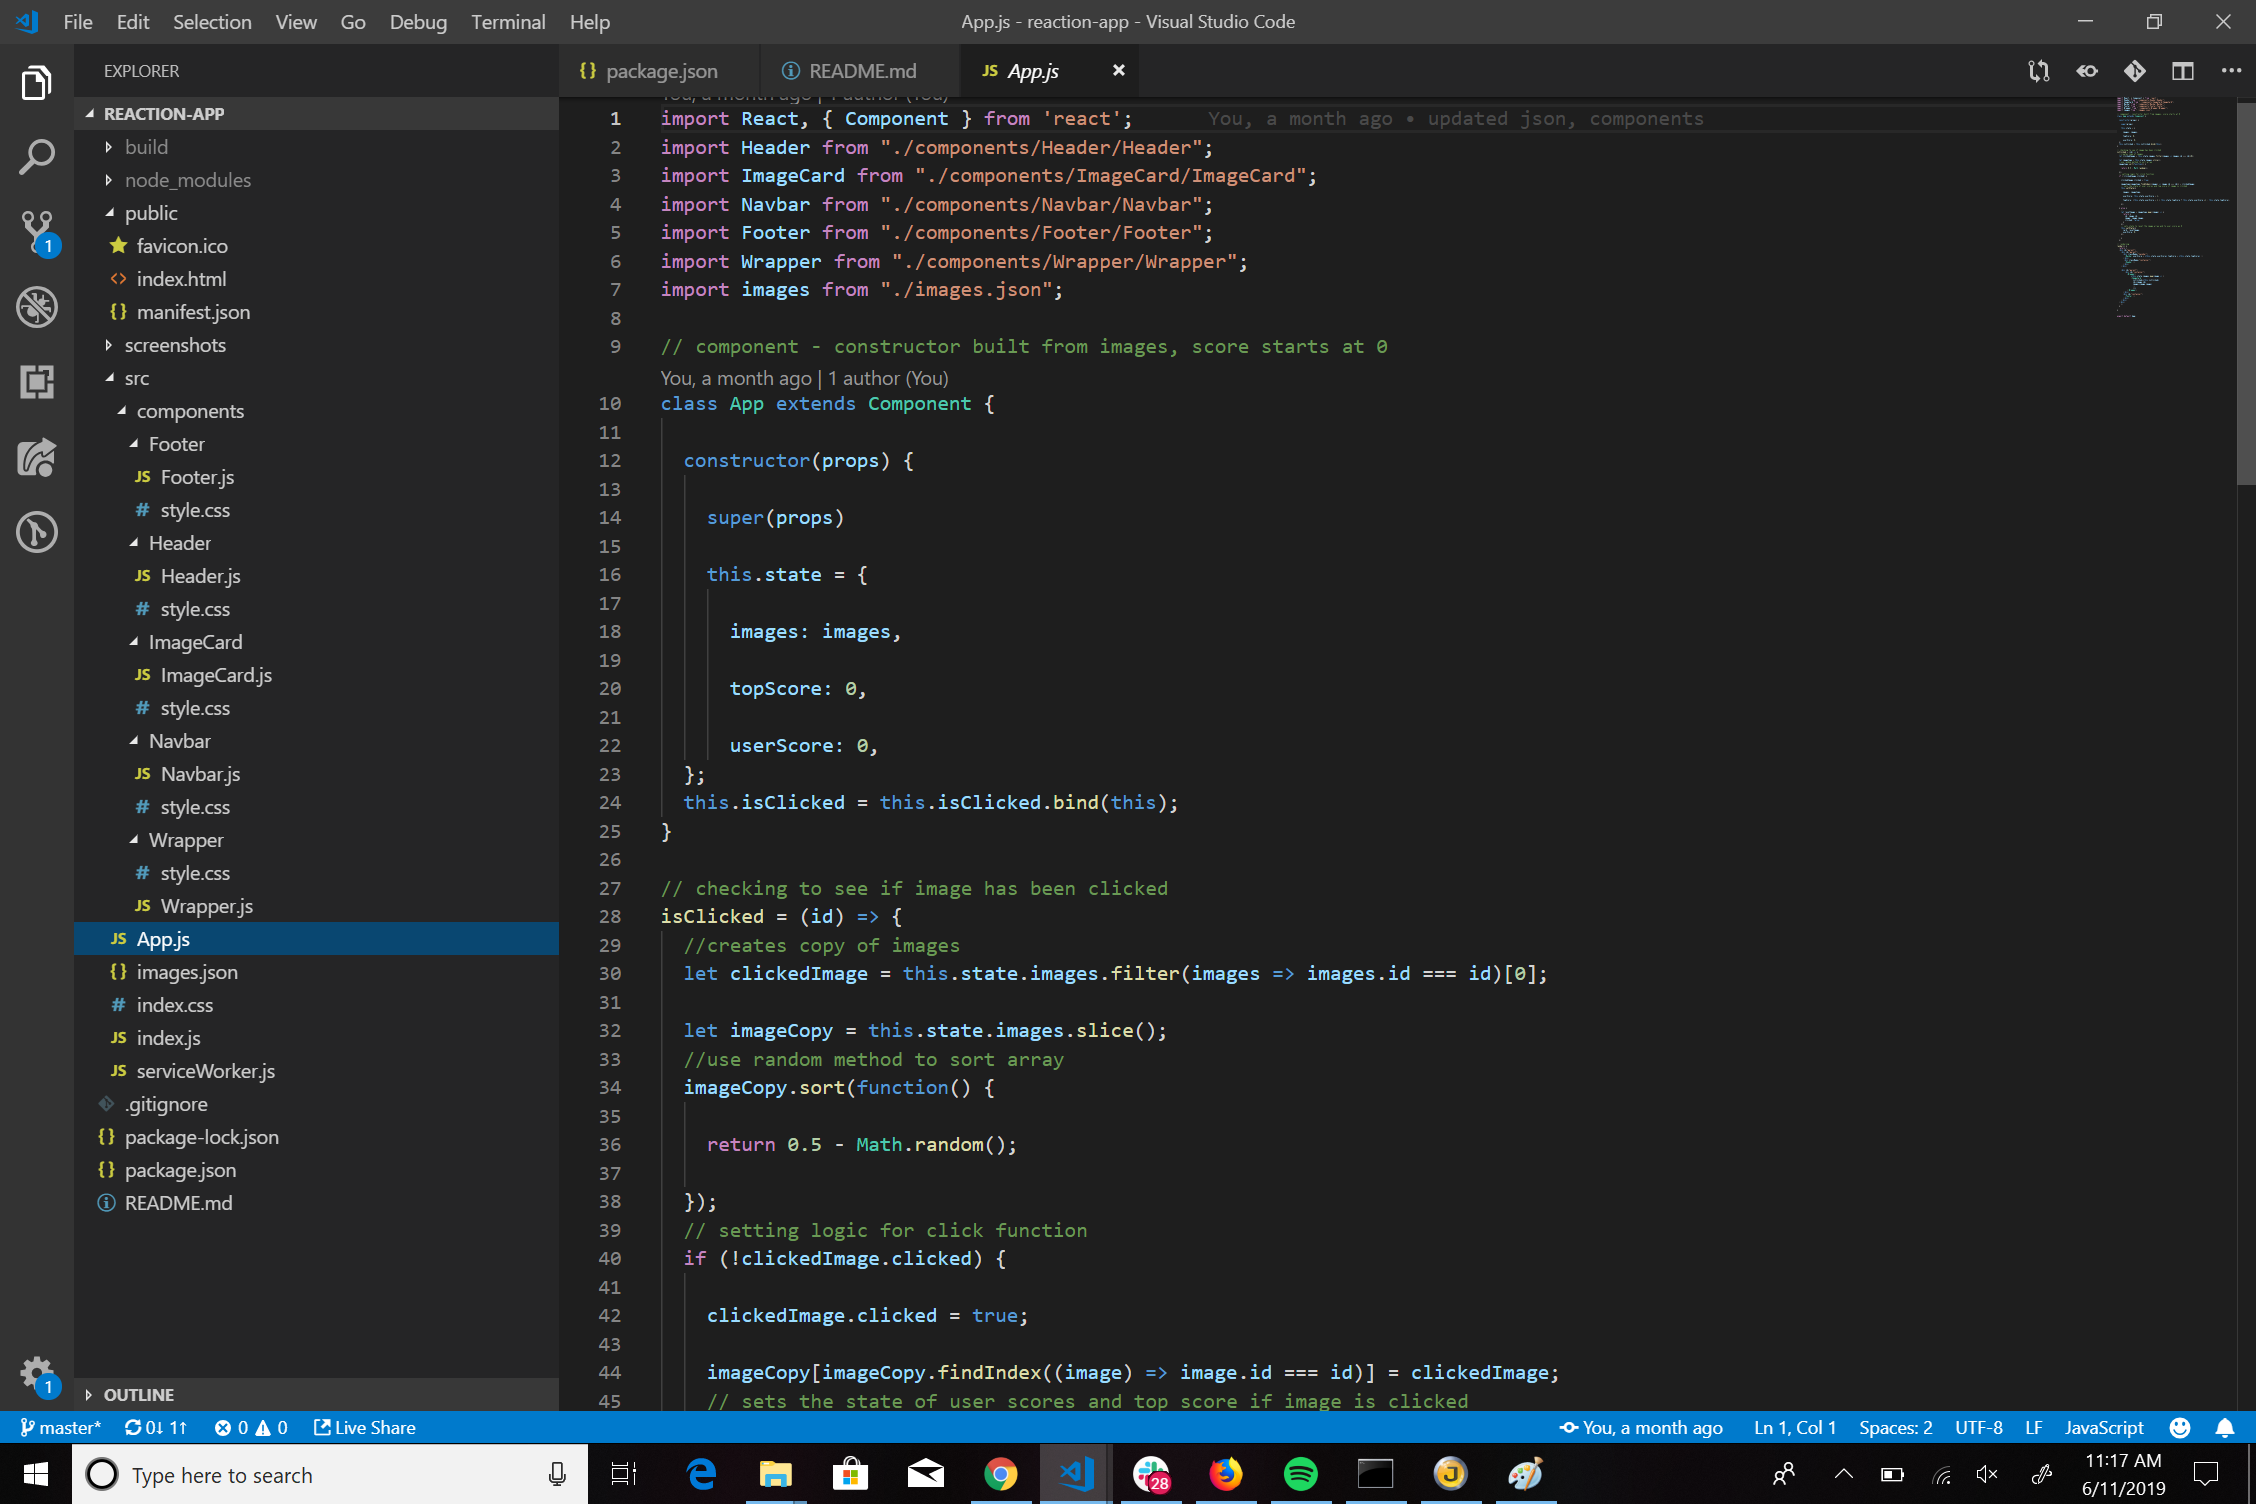 File Edit Selection View Go Debug Terminal Help
App.js - reaction-app - Visual Studio Code
EXPLORER
REACTION-APP
build
node_modules
public
favicon.ico
index.html
manifest.json
screenshots
src
components
Footer
Footer.js
style.css
Header
Header.js
style.css
ImageCard
ImageCard.js
style.css
Navbar
Navbar.js
style.css
Wrapper
style.css
Wrapper.js
App.js
images.json
index.css
index.js
serviceWorker.js
.gitignore
package-lock.json
package.json
README.md
OUTLINE
package.json README.md JS App.js
You, a month ago | 1 author (You)
1 import React, { Component } from 'react'; You, a month ago • updated json, components
2 import Header from "./components/Header/Header";
3 import ImageCard from "./components/ImageCard/ImageCard";
4 import Navbar from "./components/Navbar/Navbar";
5 import Footer from "./components/Footer/Footer";
6 import Wrapper from "./components/Wrapper/Wrapper";
7 import images from "./images.json";
8
9 // component - constructor built from images, score starts at 0
You, a month ago | 1 author (You)
10 class App extends Component {
11
12 constructor(props) {
13
14 super(props)
15
16 this.state = {
17
18 images: images,
19
20 topScore: 0,
21
22 userScore: 0,
23 };
24 this.isClicked = this.isClicked.bind(this);
25 }
26
27 // checking to see if image has been clicked
28 isClicked = (id) => {
29 //creates copy of images
30 let clickedImage = this.state.images.filter(images => images.id === id)[0];
31
32 let imageCopy = this.state.images.slice();
33 //use random method to sort array
34 imageCopy.sort(function() {
35
36 return 0.5 - Math.random();
37
38 });
39 // setting logic for click function
40 if (!clickedImage.clicked) {
41
42 clickedImage.clicked = true;
43
44 imageCopy[imageCopy.findIndex((image) => image.id === id)] = clickedImage;
45 // sets the state of user scores and top score if image is clicked
master* 0↓ 1↑ 0 0 Live Share
You, a month ago Ln 1, Col 1 Spaces: 2 UTF-8 LF JavaScript
Type here to search
28
11:17 AM
6/11/2019